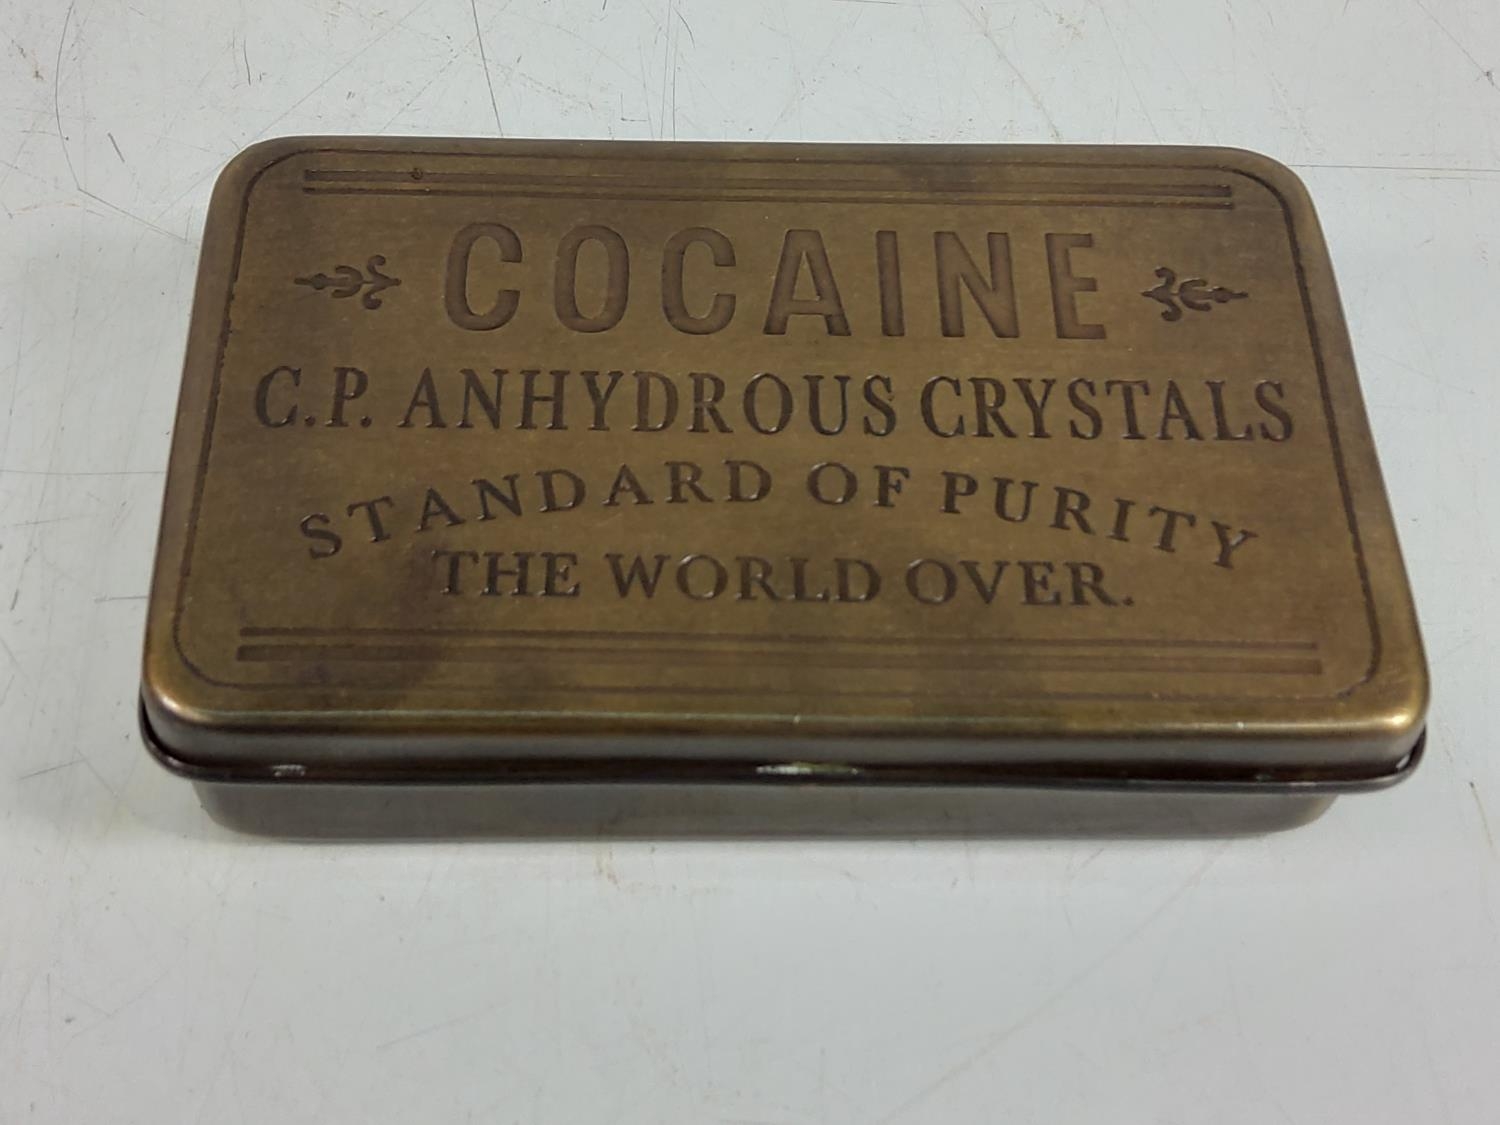 COCAINE
C.P. ANHYDROUS CRYSTALS
STANDARD OF PURITY
THE WORLD OVER.